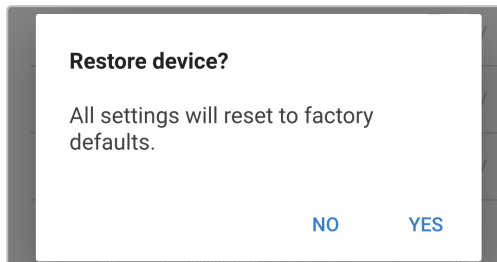 Restore device?
All settings will reset to factory
defaults.
NO YES